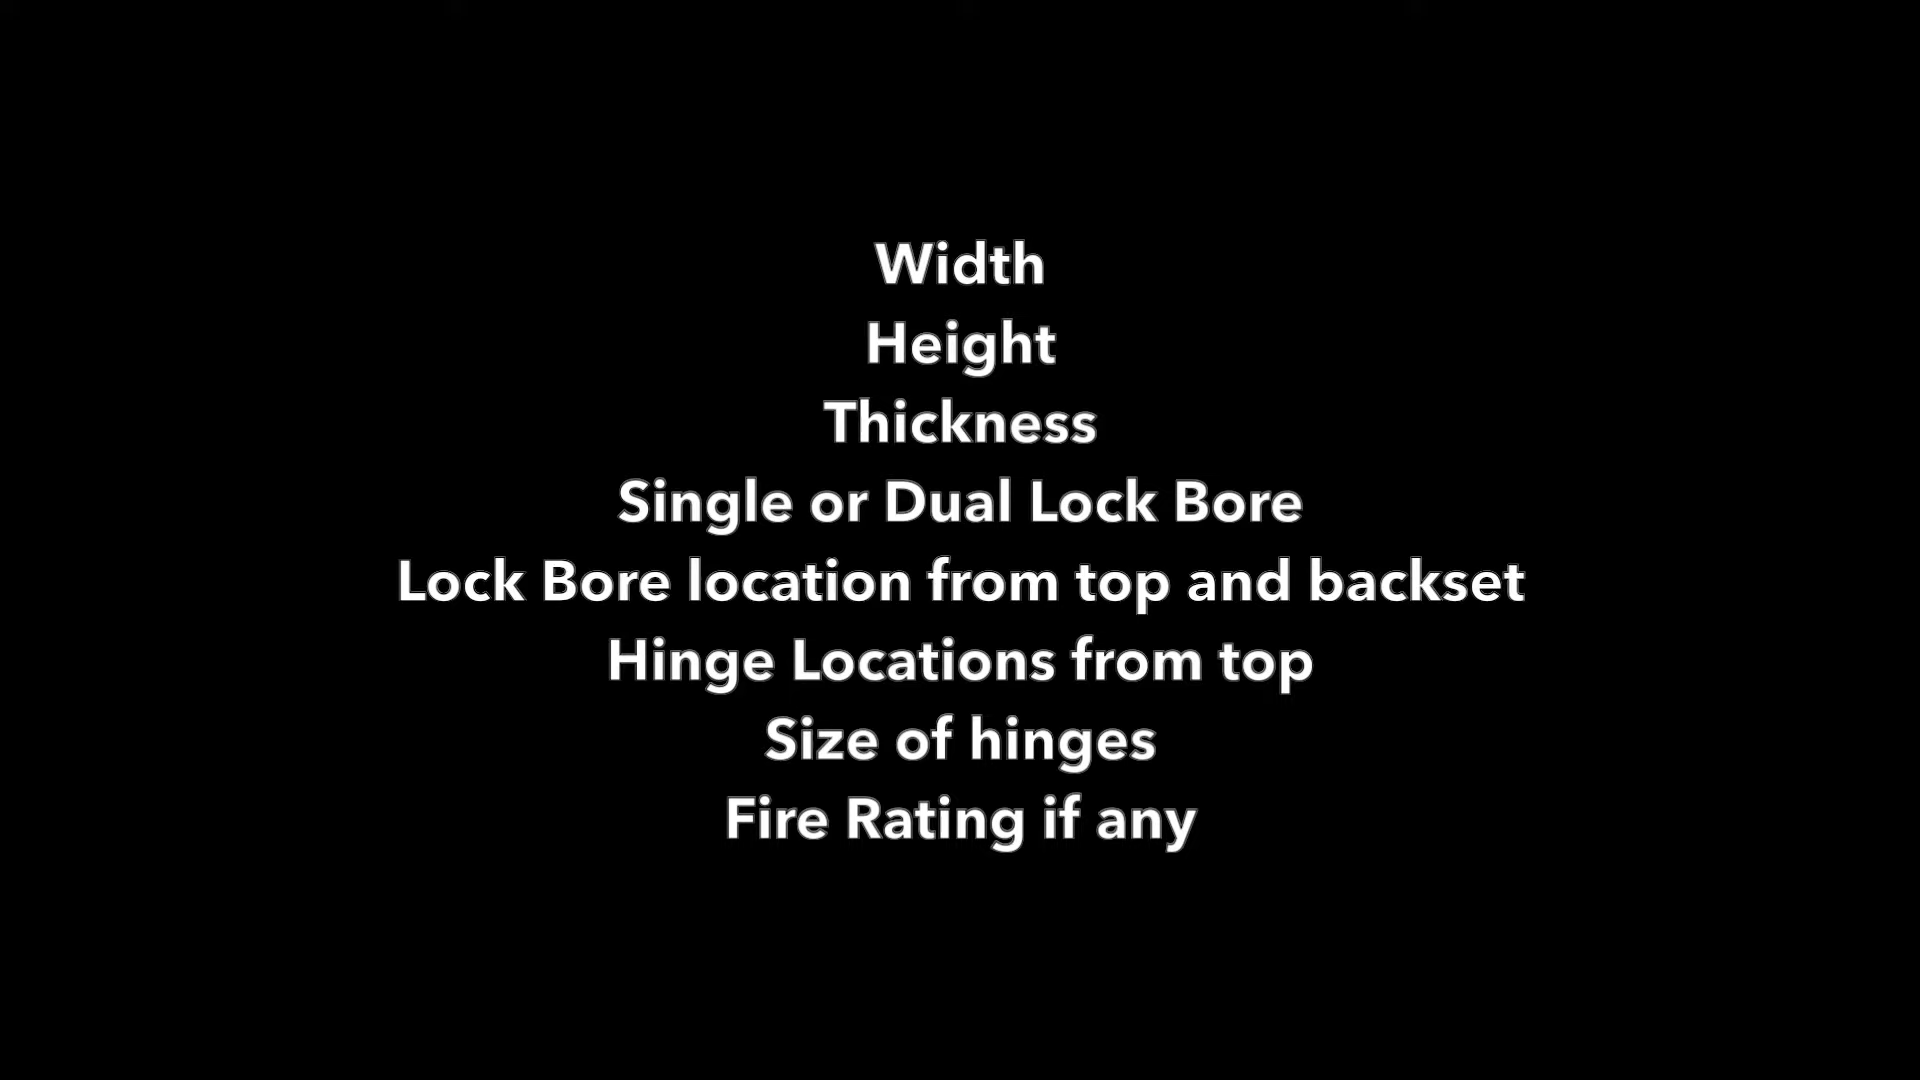 Width
Height
Thickness
Single or Dual Lock Bore
Lock Bore location from top and backset
Hinge Locations from top
Size of hinges
Fire Rating if any